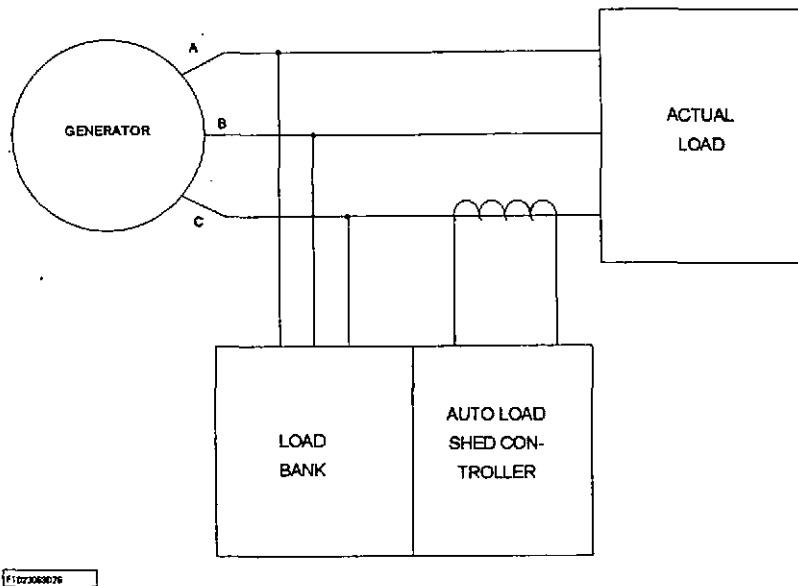 A
GENERATOR
B
C
ACTUAL
LOAD
LOAD
BANK
AUTO LOAD
SHED CON-
TROLLER